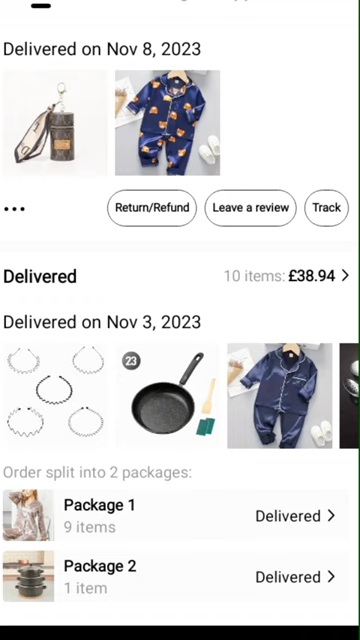 Delivered on Nov 8, 2023
Return/Refund
Leave a review
Track
Delivered
10 items: £38.94
Delivered on Nov 3, 2023
23
Order split into 2 packages:
Package 1
9 items
Delivered
Package 2
1 item
Delivered